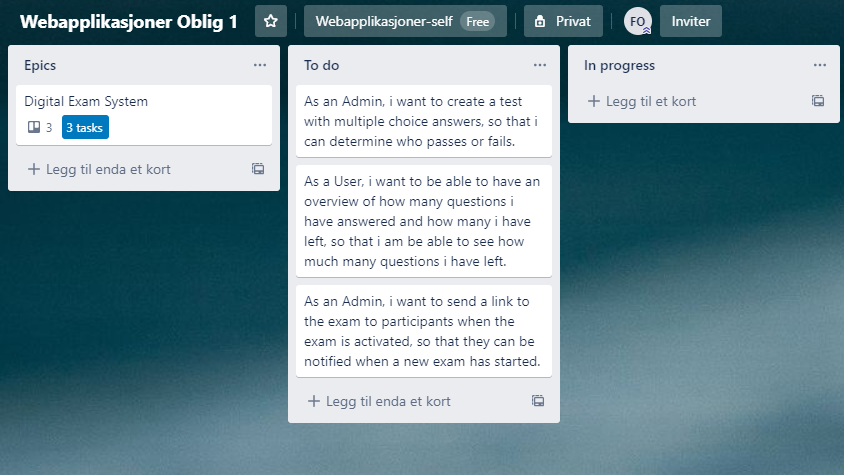 Webapplikasjoner Oblig 1
Webapplikasjoner-self Free
Privat
FO
Inviter
Epics
Digital Exam System
3 3 tasks
Legg til enda et kort
To do
As an Admin, i want to create a test
with multiple choice answers, so that i
can determine who passes or fails.
As a User, i want to be able to have an
overview of how many questions i
have answered and how many i have
left, so that i am be able to see how
much many questions i have left.
As an Admin, i want to send a link to
the exam to participants when the
exam is activated, so that they can be
notified when a new exam has started.
Legg til enda et kort
In progress
Legg til et kort